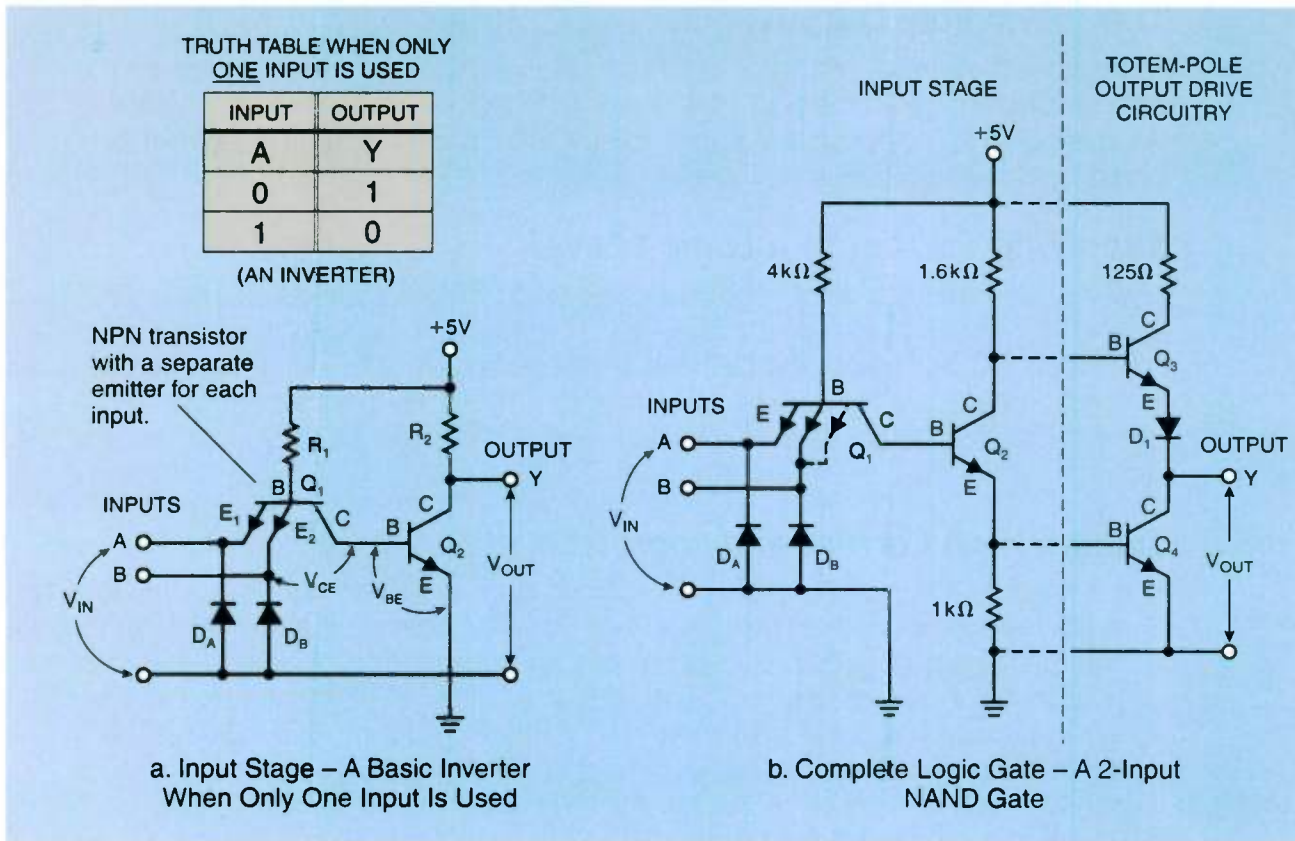 TRUTH TABLE WHEN ONLY
ONE INPUT IS USED
INPUT OUTPUT
A Y
0 1
1 0
(AN INVERTER)
NPN transistor
with a separate
emitter for each
input.
+5V
R1
R2
OUTPUT
Y
B Q1
INPUTS
E1
C
E2
A
B
B
C
Q2
E
VCE
VBE
VIN
VOUT
DA
DB
a. Input Stage – A Basic Inverter
When Only One Input Is Used
INPUT STAGE
TOTEM-POLE
OUTPUT DRIVE
CIRCUITRY
+5V
4kΩ
1.6kΩ
125Ω
C
B
Q3
E
D1
OUTPUT
Y
INPUTS
B
E
A
C
Q1
B
B
C
Q2
E
C
B
Q4
E
VIN
VOUT
DA
DB
1kΩ
b. Complete Logic Gate – A 2-Input
NAND Gate